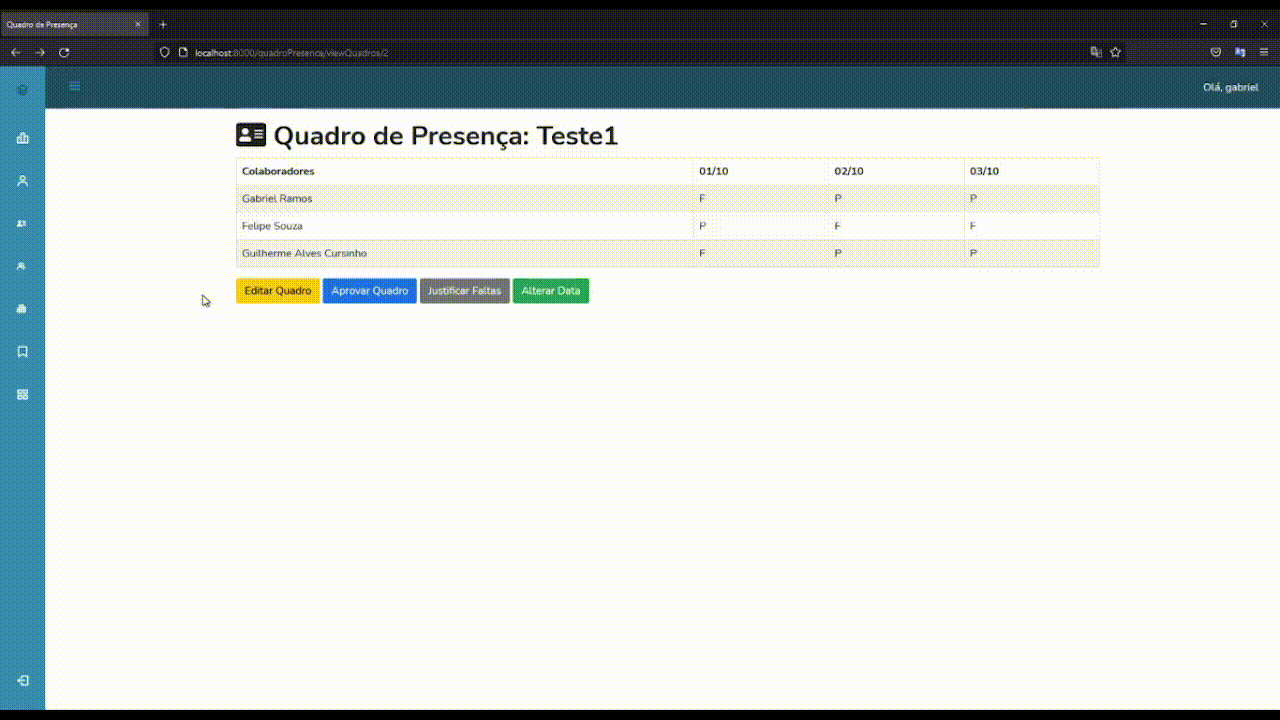 Quadro de Presença
localhost:8000/quadroPresenca/viewQuadros/2
Olá, gabriel
Quadro de Presença: Teste1
Colaboradores 01/10 02/10 03/10
Gabriel Ramos F P P
Felipe Souza P F F
Guilherme Alves Cursinho F P P
Editar Quadro Aprovar Quadro Justificar Faltas Alterar Data